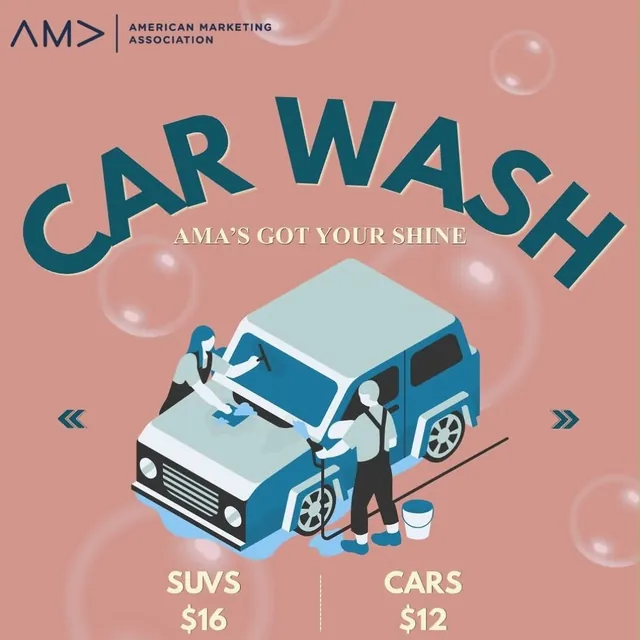 AMA
AMERICAN MARKETING
ASSOCIATION
CAR WASH
AMA'S GOT YOUR SHINE
SUVS
$16
CARS
$12